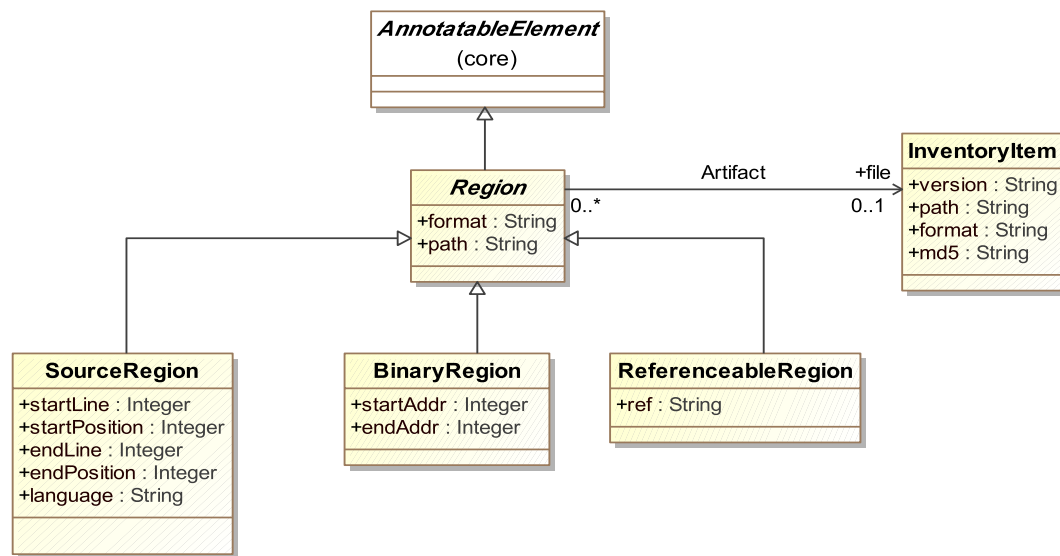 AnnotatableElement
(core)
Region
+format : String
+path : String
Artifact
+file
0..*
0..1
InventoryItem
+version : String
+path : String
+format : String
+md5 : String
SourceRegion
+startLine : Integer
+startPosition : Integer
+endLine : Integer
+endPosition : Integer
+language : String
BinaryRegion
+startAddr : Integer
+endAddr : Integer
ReferenceableRegion
+ref : String